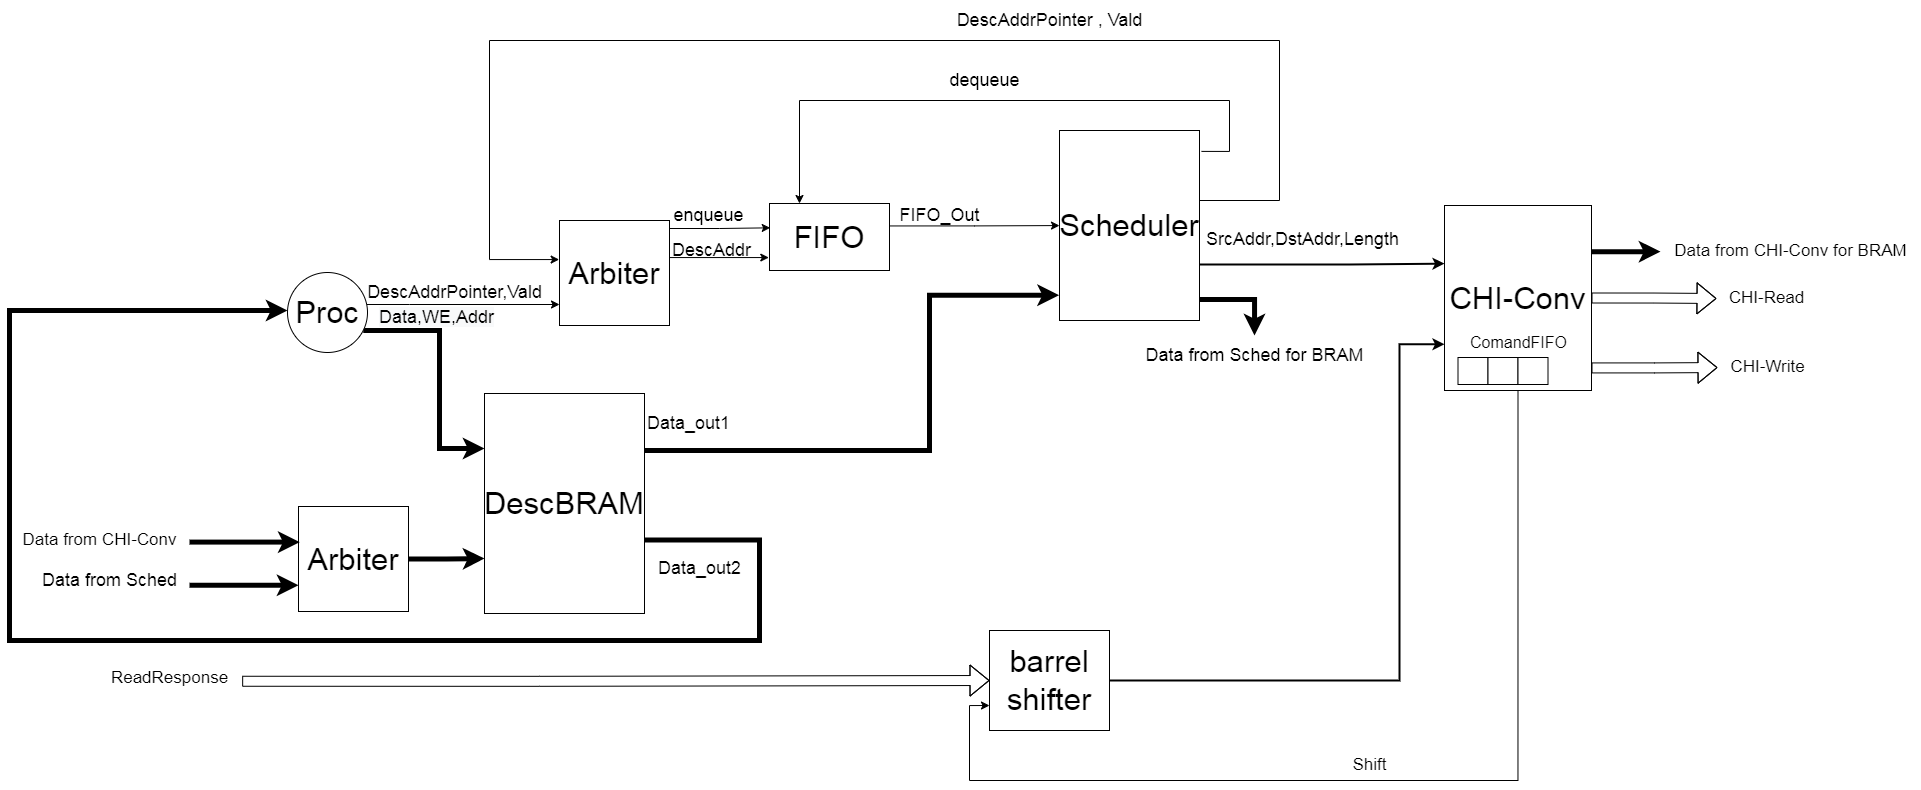 DescAddrPointer , Vald
dequeue
enqueue
FIFO_Out
FIFO
Scheduler
DescAddr
Arbiter
SrcAddr,DstAddr,Length
Data from CHI-Conv for BRAM
Proc
DescAddrPointer,Vald
Data,WE,Addr
CHI-Conv
CHI-Read
ComandFIFO
Data from Sched for BRAM
CHI-Write
Data_out1
DescBRAM
Data from CHI-Conv
Arbiter
Data from Sched
Data_out2
ReadResponse
barrel
shifter
Shift